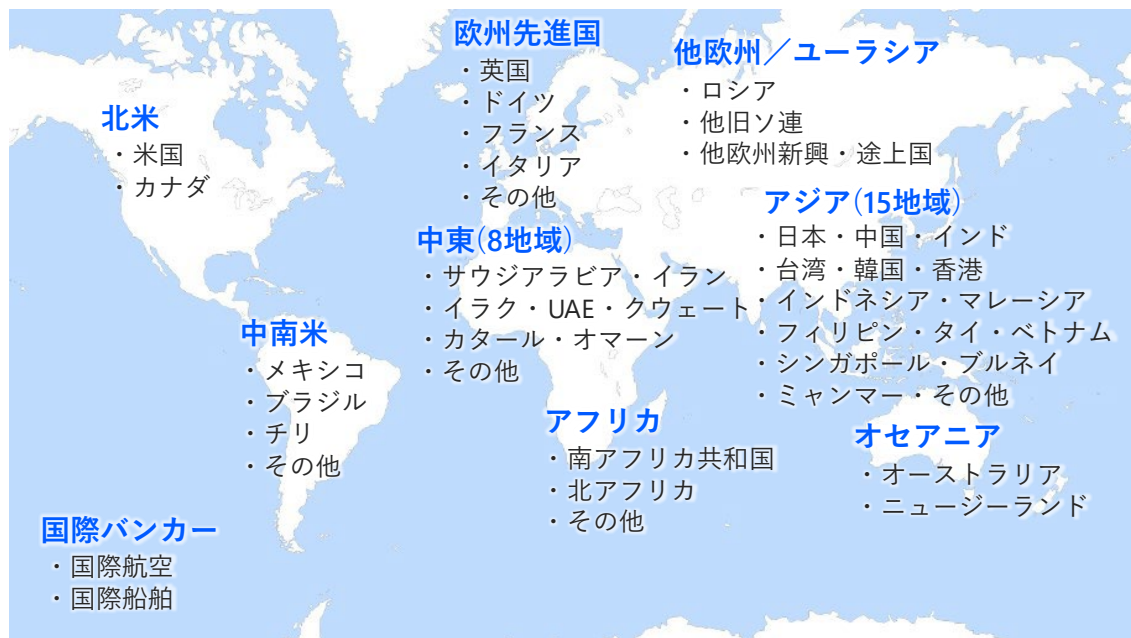 北米
・米国
・カナダ
欧州先進国
・英国
・ドイツ
・フランス
・イタリア
・その他
他欧州／ユーラシア
・ロシア
・他旧ソ連
・他欧州新興・途上国
中東(8地域)
・サウジアラビア・イラン
・イラク・UAE・クウェート
・カタール・オマーン
・その他
アジア(15地域)
・日本・中国・インド
・台湾・韓国・香港
・インドネシア・マレーシア
・フィリピン・タイ・ベトナム
・シンガポール・ブルネイ
・ミャンマー・その他
中南米
・メキシコ
・ブラジル
・チリ
・その他
アフリカ
・南アフリカ共和国
・北アフリカ
・その他
オセアニア
・オーストラリア
・ニュージーランド
国際バンカー
・国際航空
・国際船舶